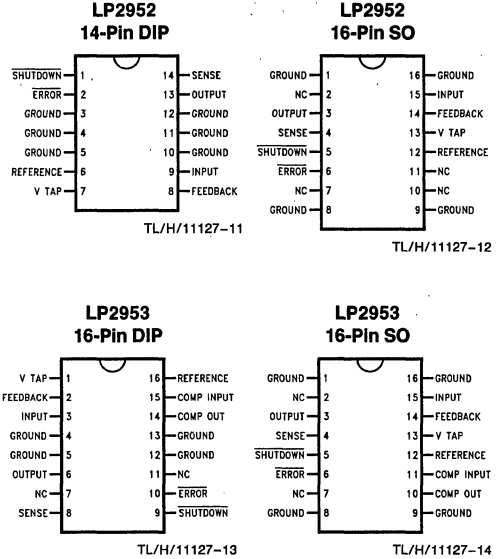 LP2952
14-Pin DIP
SHUTDOWN 1 14 SENSE
ERROR 2 13 OUTPUT
GROUND 3 12 GROUND
GROUND 4 11 GROUND
GROUND 5 10 GROUND
REFERENCE 6 9 INPUT
V TAP 7 8 FEEDBACK
TL/H/11127-11
LP2952
16-Pin SO
GROUND 1 16 GROUND
NC 2 15 INPUT
OUTPUT 3 14 FEEDBACK
SENSE 4 13 V TAP
SHUTDOWN 5 12 REFERENCE
ERROR 6 11 NC
NC 7 10 NC
GROUND 8 9 GROUND
TL/H/11127-12
LP2953
16-Pin DIP
V TAP 1 16 REFERENCE
FEEDBACK 2 15 COMP INPUT
INPUT 3 14 COMP OUT
GROUND 4 13 GROUND
GROUND 5 12 GROUND
OUTPUT 6 11 NC
NC 7 10 ERROR
SENSE 8 9 SHUTDOWN
TL/H/11127-13
LP2953
16-Pin SO
GROUND 1 16 GROUND
NC 2 15 INPUT
OUTPUT 3 14 FEEDBACK
SENSE 4 13 V TAP
SHUTDOWN 5 12 REFERENCE
ERROR 6 11 COMP INPUT
NC 7 10 COMP OUT
GROUND 8 9 GROUND
TL/H/11127-14